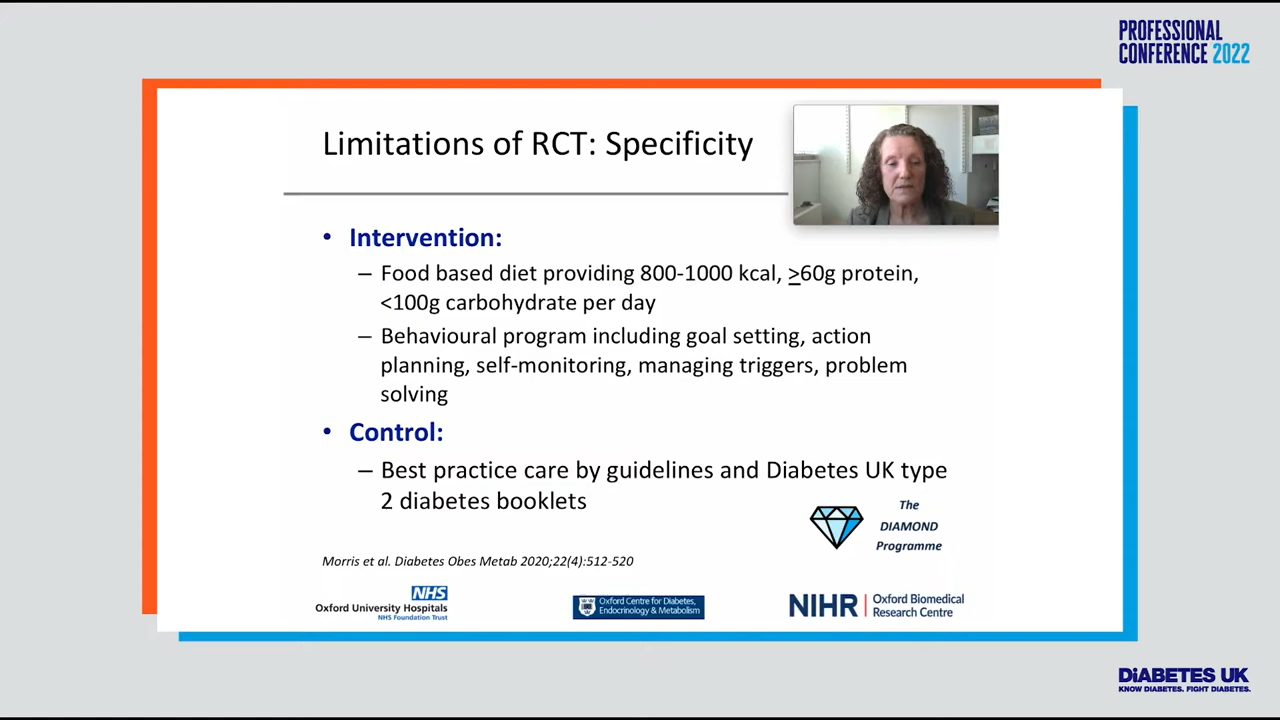 PROFESSIONAL
CONFERENCE 2022
Limitations of RCT: Specificity
• Intervention:
– Food based diet providing 800-1000 kcal, ≥60g protein,
<100g carbohydrate per day
– Behavioural program including goal setting, action
planning, self-monitoring, managing triggers, problem
solving
• Control:
– Best practice care by guidelines and Diabetes UK type
2 diabetes booklets
The
DIAMOND
Programme
Morris et al. Diabetes Obes Metab 2020;22(4):512-520
NHS
Oxford University Hospitals
NHS Foundation Trust
Oxford Centre for Diabetes,
Endocrinology & Metabolism
NIHR | Oxford Biomedical
Research Centre
DiABETES UK
KNOW DIABETES. FIGHT DIABETES.